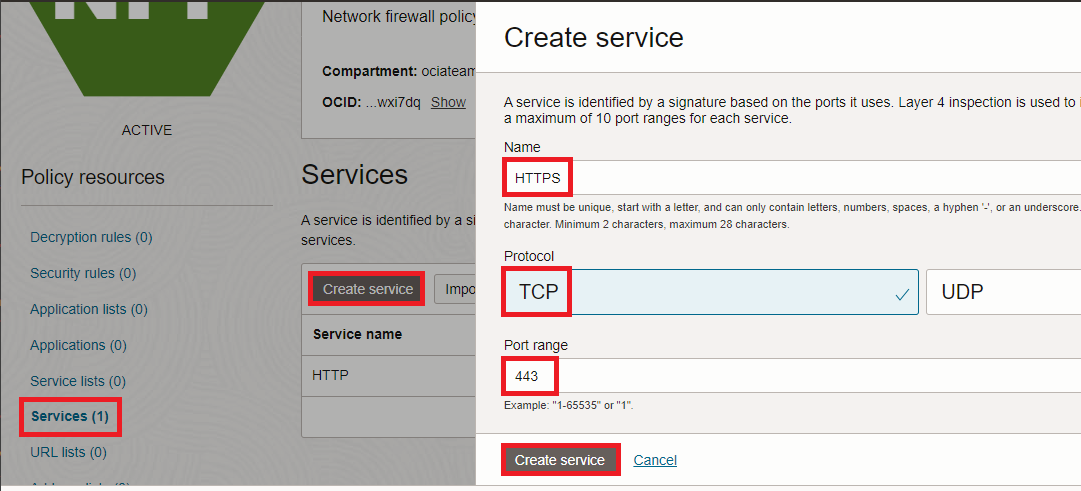 Network firewall policy
Compartment: ociateam
OCID: ...wxi7dq Show
ACTIVE
Policy resources
Decryption rules (0)
Security rules (0)
Application lists (0)
Applications (0)
Service lists (0)
Services (1)
URL lists (0)
Services
A service is identified by a si
services.
Create service
Impo
Service name
HTTP
Create service
A service is identified by a signature based on the ports it uses. Layer 4 inspection is used to i
a maximum of 10 port ranges for each service.
Name
HTTPS
Name must be unique, start with a letter, and can only contain letters, numbers, spaces, a hyphen '-', or an underscore.
character. Minimum 2 characters, maximum 28 characters.
Protocol
TCP
UDP
Port range
443
Example: "1-65535" or "1".
Create service
Cancel